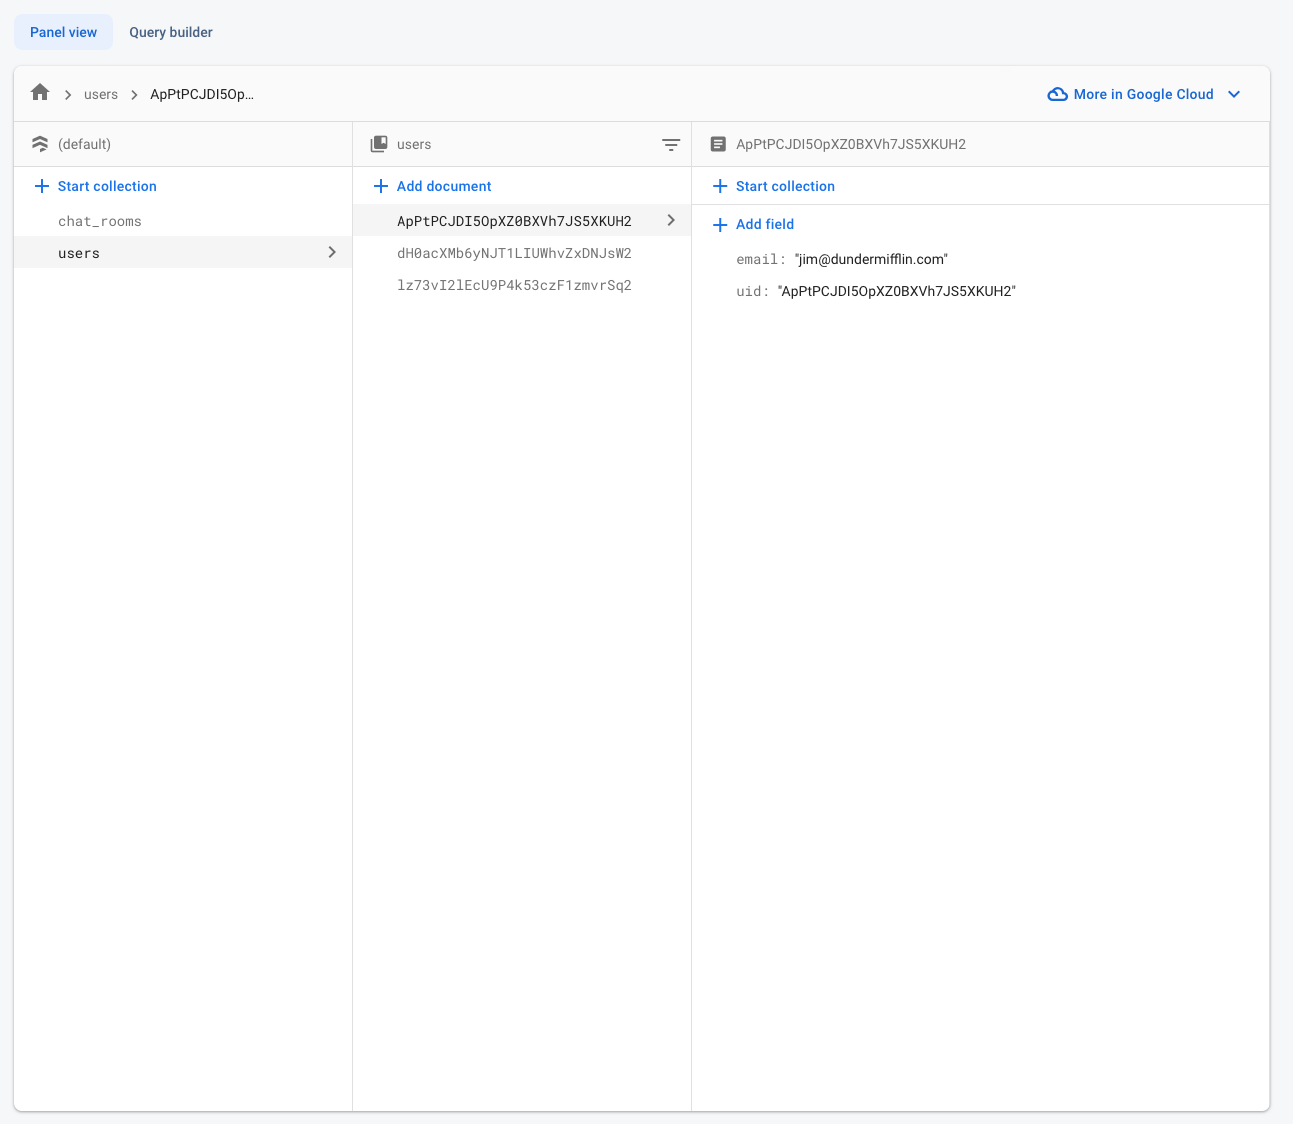 Panel view
Query builder
users
ApPtPCJDI5Op...
More in Google Cloud
(default)
Start collection
chat_rooms
users
users
Add document
ApPtPCJDI5OpXZ0BXVh7JS5XKUH2
dH0acXMb6yNJT1LIUWhvZxDNJsW2
lz73vI2lEcU9P4k53czF1zmvrSq2
ApPtPCJDI5OpXZ0BXVh7JS5XKUH2
Start collection
Add field
email: "jim@dundermifflin.com"
uid: "ApPtPCJDI5OpXZ0BXVh7JS5XKUH2"